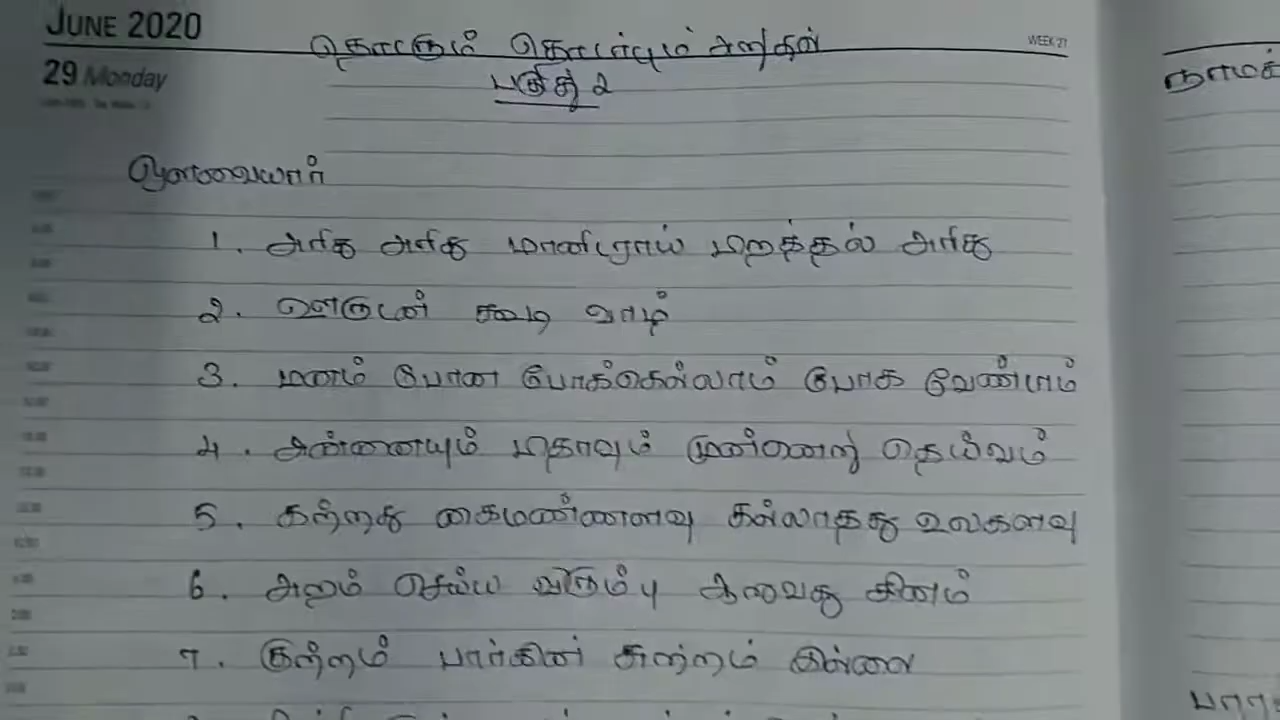 JUNE 2020
தொடரும் தொடர்பும் அறிதல்
WEEK 27
29 Monday
பகுதி 2
ஔவையார்
1. அரிது அரிது மானிடராய் பிறத்தல் அரிது
2. ஊருடன் கூடி வாழ்
3. மனம் போன போக்கெல்லாம் போக வேண்டாம்
4. அன்னையும் பிதாவும் முன்னெறி தெய்வம்
5. கற்றது கைமண்ணளவு கல்லாதது உலகளவு
6. அறம் செய்ய விரும்பு ஆறுவது சினம்
7. குற்றம் பார்கின் சுற்றம் இல்லை